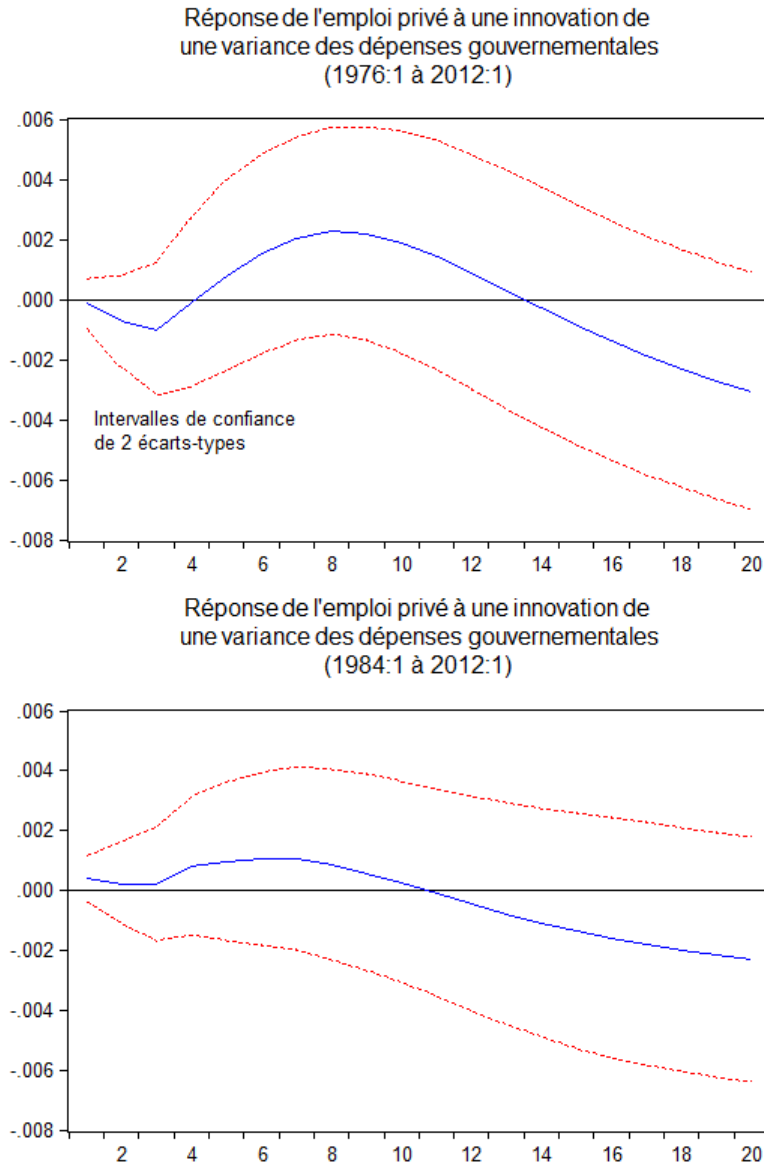 Réponse de l'emploi privé à une innovation de
une variance des dépenses gouvernementales
(1976:1 à 2012:1)
.006
.004
.002
.000
-.002
-.004
-.006
-.008
Intervalles de confiance
de 2 écarts-types
2 4 6 8 10 12 14 16 18 20
Réponse de l'emploi privé à une innovation de
une variance des dépenses gouvernementales
(1984:1 à 2012:1)
.006
.004
.002
.000
-.002
-.004
-.006
-.008
2 4 6 8 10 12 14 16 18 20